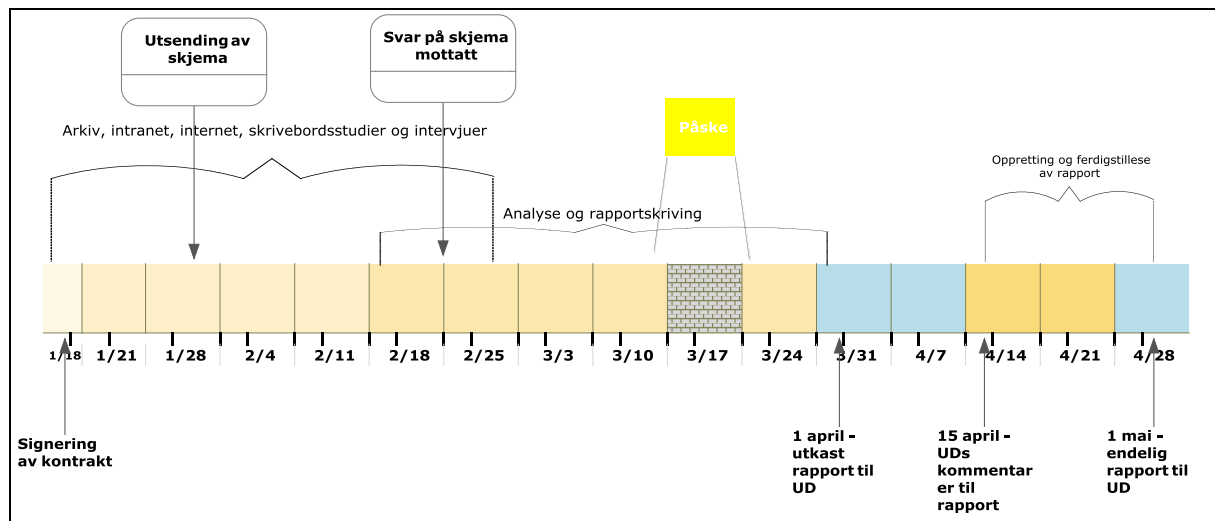 Utsending av
skjema
Svar på skjema
mottatt
Arkiv, intranet, internet, skrivebordsstudier og intervjuer
Påske
Oppretting og ferdigstillese
av rapport
Analyse og rapportskriving
1/18 1/21 1/28 2/4 2/11 2/18 2/25 3/3 3/10 3/17 3/24 3/31 4/7 4/14 4/21 4/28
Signering
av kontrakt
1 april -
utkast
rapport til
UD
15 april -
UDs
kommentar
er til
rapport
1 mai -
endelig
rapport til
UD